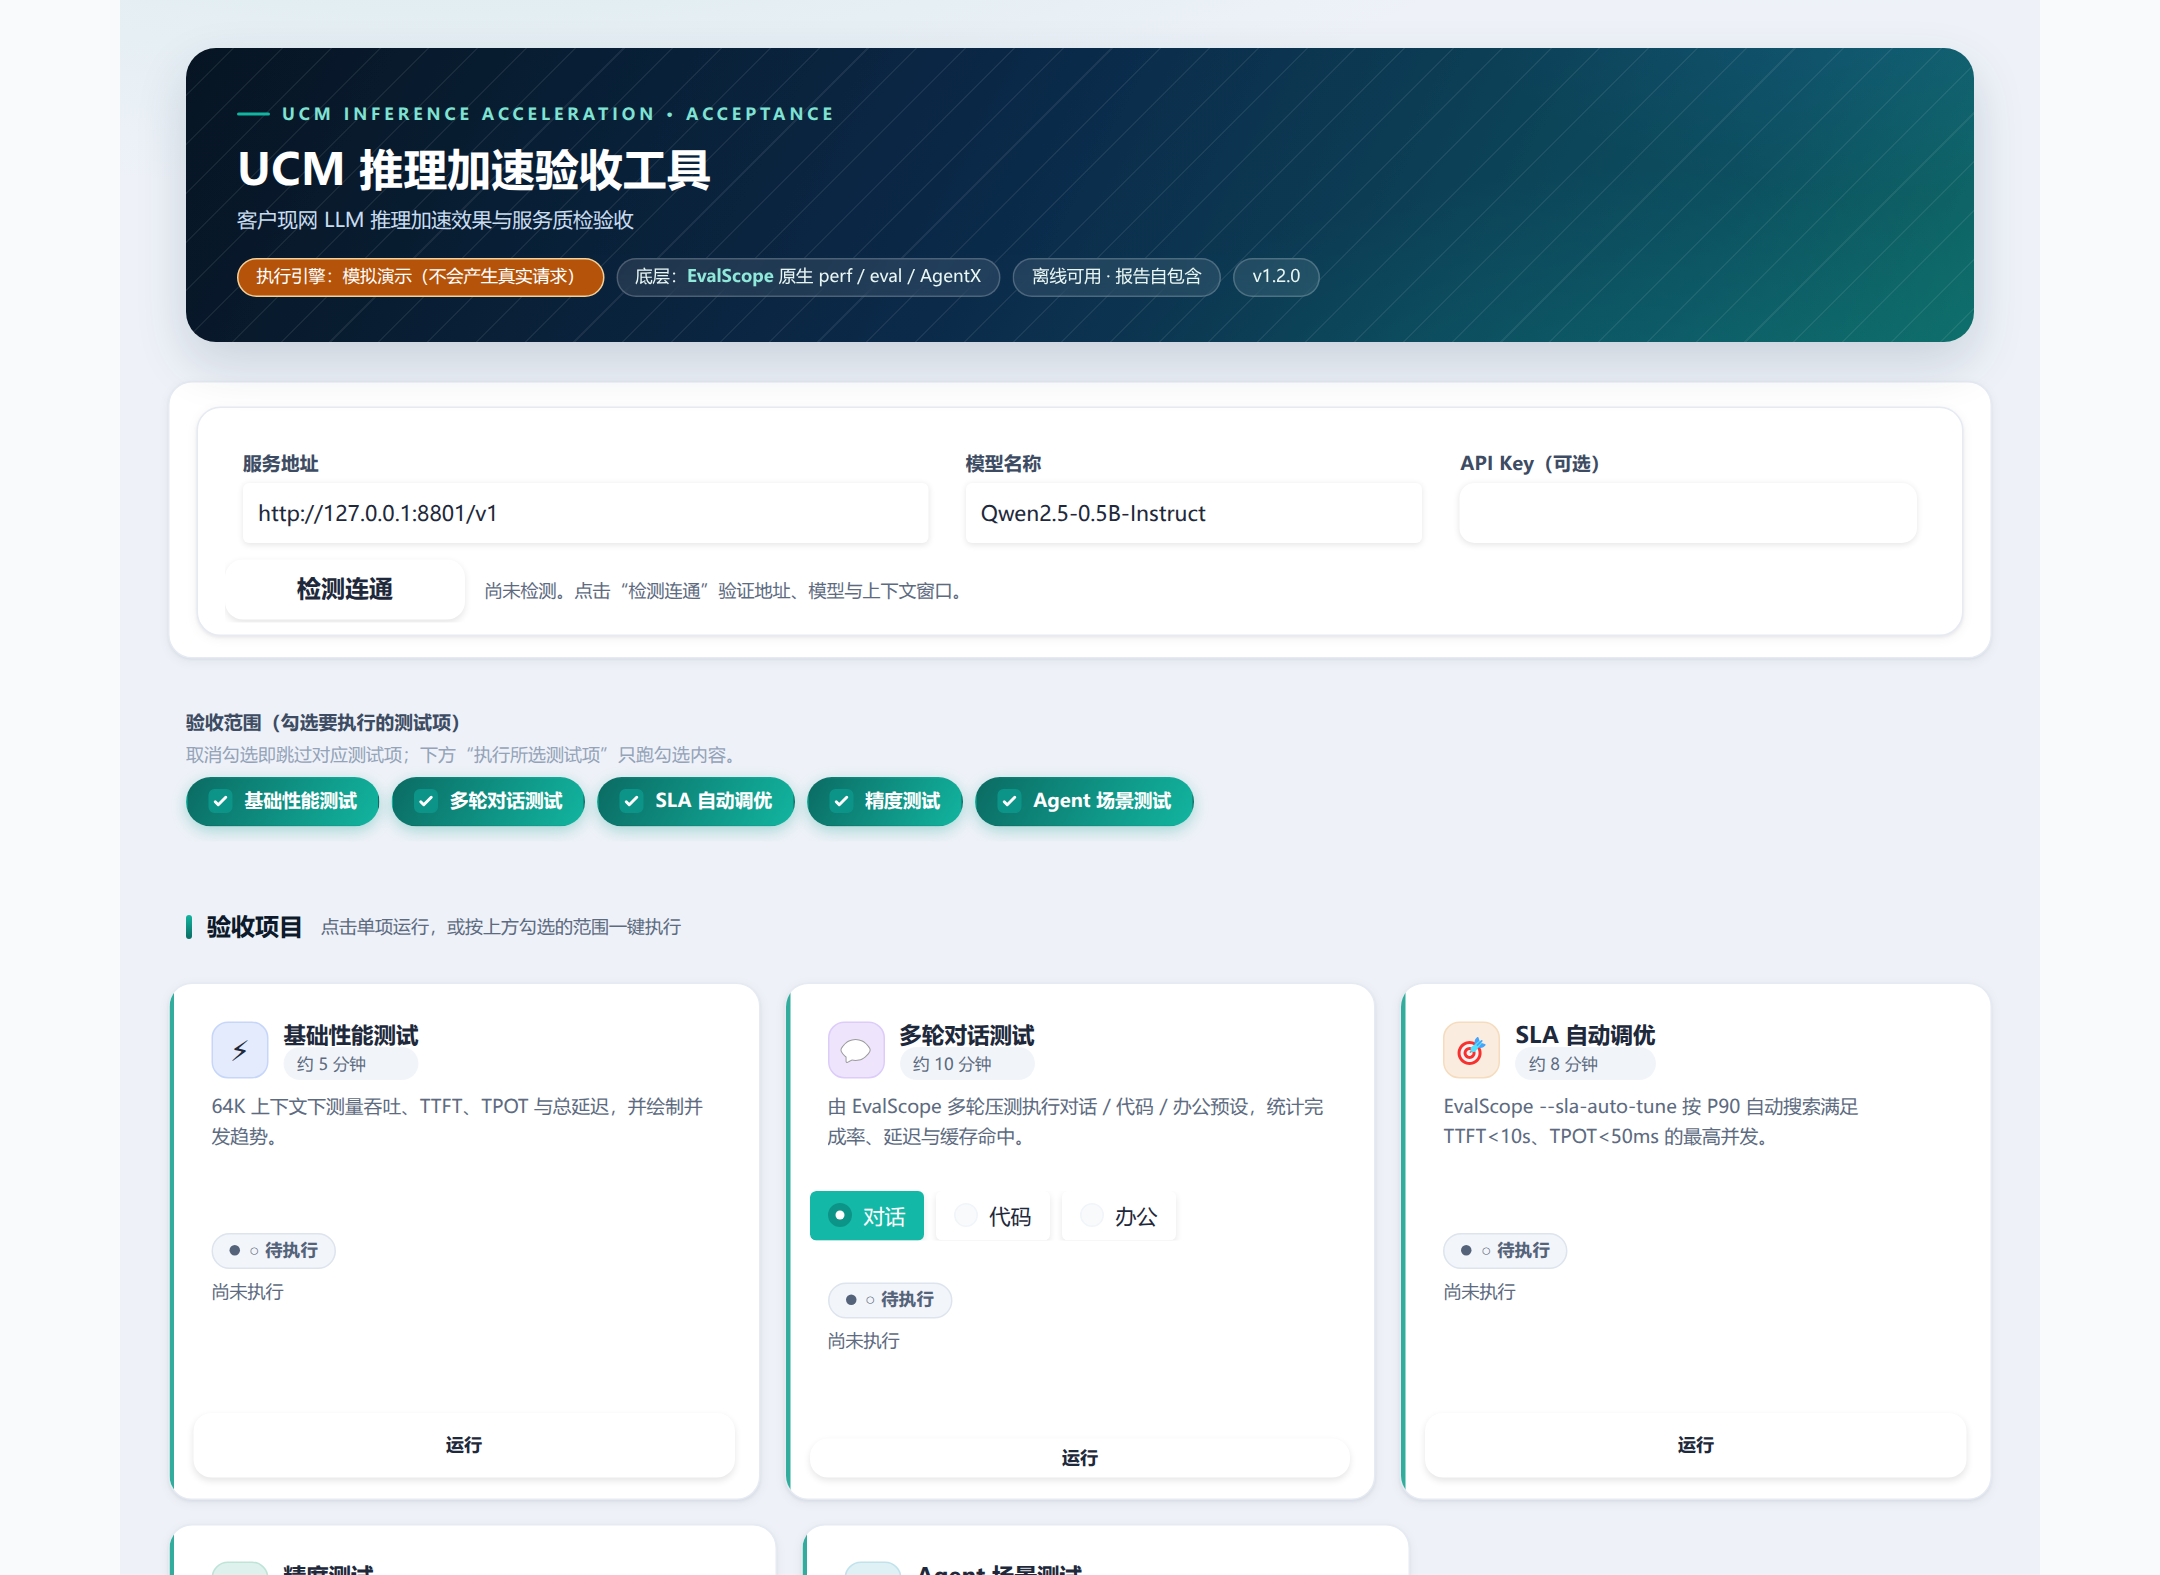 UCM INFERENCE ACCELERATION • ACCEPTANCE
UCM 推理加速验收工具
客户现网 LLM 推理加速效果与服务质检验收
执行引擎：模拟演示（不会产生真实请求） 底层：EvalScope 原生 perf / eval / AgentX 离线可用 · 报告自包含 v1.2.0
服务地址 模型名称 API Key（可选）
http://127.0.0.1:8801/v1 Qwen2.5-0.5B-Instruct
检测连通 尚未检测。点击“检测连通”验证地址、模型与上下文窗口。
验收范围（勾选要执行的测试项）
取消勾选即跳过对应测试项；下方“执行所选测试项”只跑勾选内容。
基础性能测试 多轮对话测试 SLA 自动调优 精度测试 Agent 场景测试
验收项目 点击单项运行，或按上方勾选的范围一键执行
基础性能测试
约 5 分钟
64K 上下文下测量吞吐、TTFT、TPOT 与总延迟，并绘制并
发趋势。
○ 待执行
尚未执行
运行
多轮对话测试
约 10 分钟
由 EvalScope 多轮压测执行对话 / 代码 / 办公预设，统计完
成率、延迟与缓存命中。
对话 代码 办公
○ 待执行
尚未执行
运行
SLA 自动调优
约 8 分钟
EvalScope --sla-auto-tune 按 P90 自动搜索满足
TTFT<10s、TPOT<50ms 的最高并发。
○ 待执行
尚未执行
运行
精度测试
Agent 场景测试